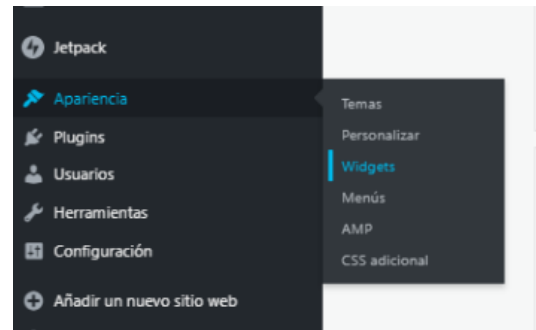 Jetpack
Apariencia
Plugins
Usuarios
Herramientas
Configuración
Añadir un nuevo sitio web
Temas
Personalizar
Widgets
Menús
AMP
CSS adicional